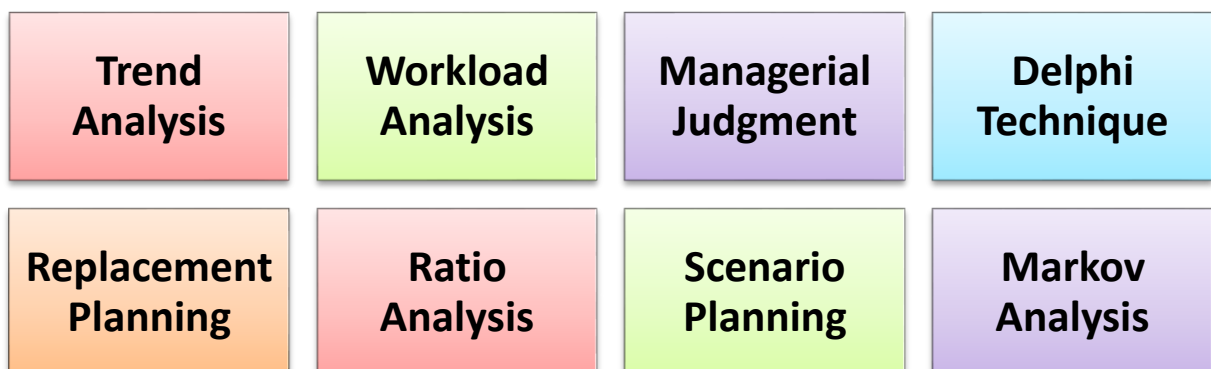 Trend
Analysis
Workload
Analysis
Managerial
Judgment
Delphi
Technique
Replacement
Planning
Ratio
Analysis
Scenario
Planning
Markov
Analysis